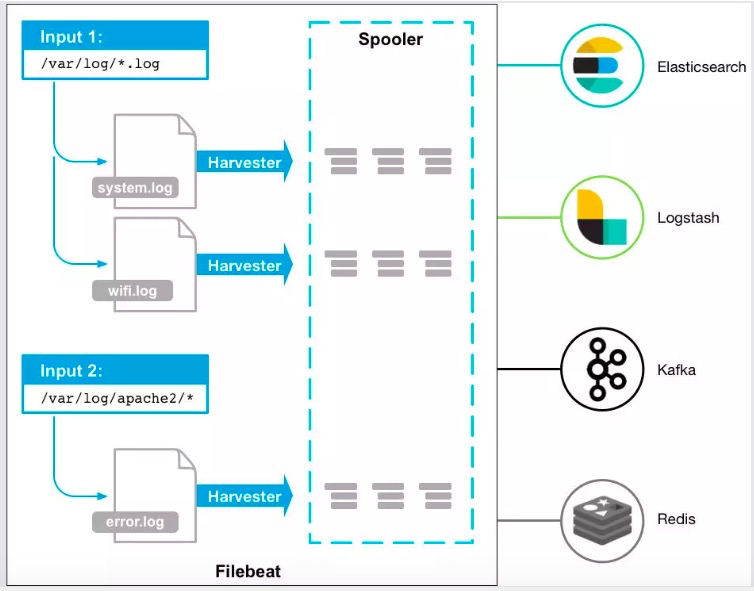 Input 1:
/var/log/*.log
system.log
Harvester
wifi.log
Harvester
Input 2:
/var/log/apache2/*
error.log
Harvester
Spooler
Filebeat
Elasticsearch
Logstash
Kafka
Redis